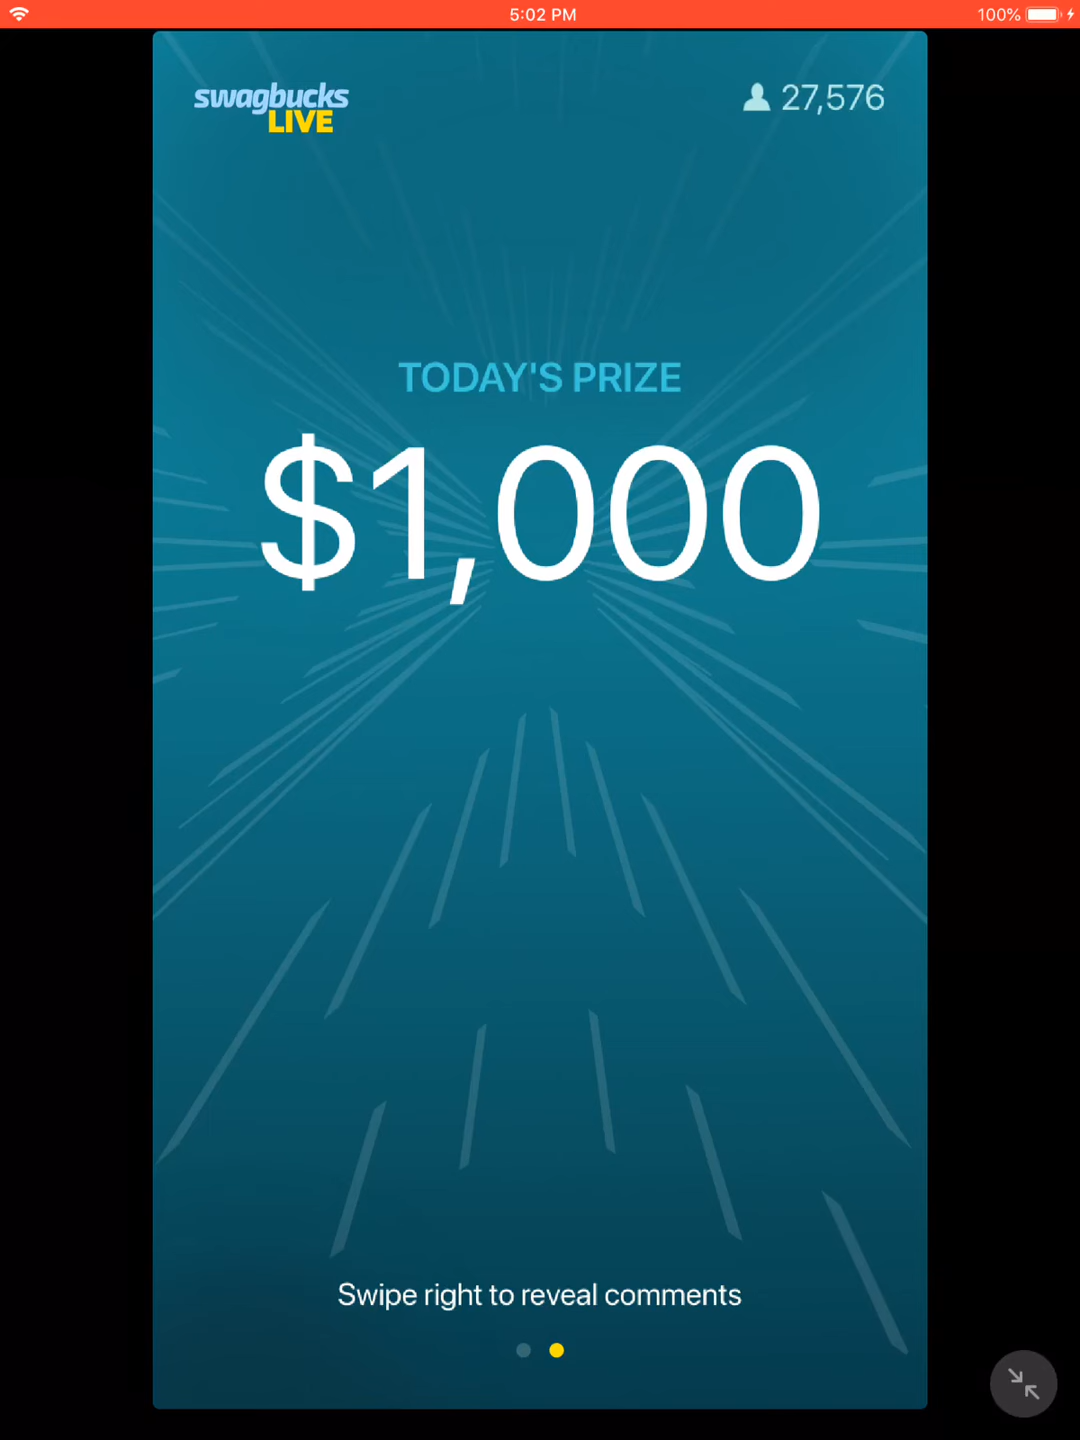 5:02 PM
100%
swagbucks
LIVE
27,576
TODAY'S PRIZE
$1,000
Swipe right to reveal comments